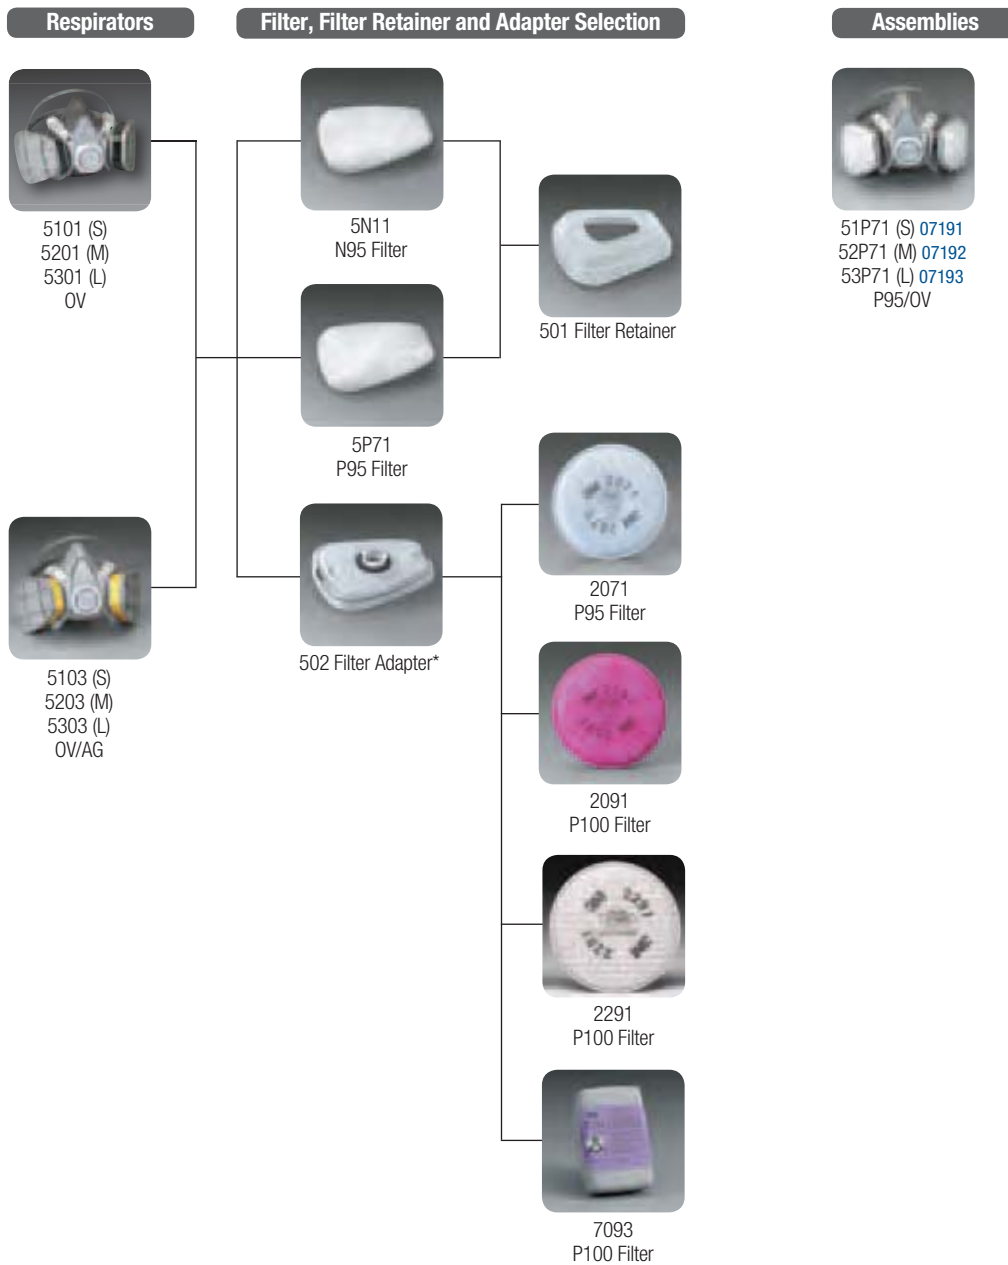 Respirators
Filter, Filter Retainer and Adapter Selection
Assemblies
5101 (S)
5201 (M)
5301 (L)
OV
5N11
N95 Filter
501 Filter Retainer
51P71 (S) 07191
52P71 (M) 07192
53P71 (L) 07193
P95/OV
5P71
P95 Filter
5103 (S)
5203 (M)
5303 (L)
OV/AG
502 Filter Adapter*
2071
P95 Filter
2091
P100 Filter
2291
P100 Filter
7093
P100 Filter